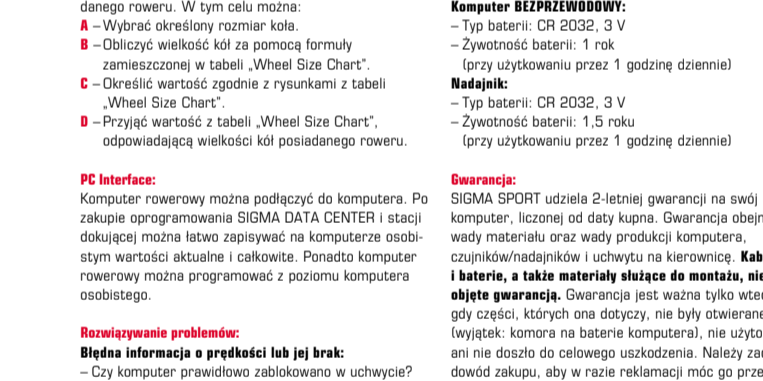 danego roweru. W tym celu można:
A – Wybrać określony rozmiar koła.
B – Obliczyć wielkość kół za pomocą formuły
zamieszczonej w tabeli „Wheel Size Chart".
C – Określić wartość zgodnie z rysunkami z tabeli
„Wheel Size Chart".
D – Przyjąć wartość z tabeli „Wheel Size Chart",
odpowiadającą wielkości kół posiadanego roweru.
PC Interface:
Komputer rowerowy można podłączyć do komputera. Po
zakupie oprogramowania SIGMA DATA CENTER i stacji
dokującej można łatwo zapisywać na komputerze osobi-
stym wartości aktualne i całkowite. Ponadto komputer
rowerowy można programować z poziomu komputera
osobistego.
Rozwiązywanie problemów:
Błędna informacja o prędkości lub jej brak:
– Czy komputer prawidłowo zablokowano w uchwycie?
Komputer BEZPRZEWODOWY:
– Typ baterii: CR 2032, 3 V
– Żywotność baterii: 1 rok
(przy użytkowaniu przez 1 godzinę dziennie)
Nadajnik:
– Typ baterii: CR 2032, 3 V
– Żywotność baterii: 1,5 roku
(przy użytkowaniu przez 1 godzinę dziennie)
Gwarancja:
SIGMA SPORT udziela 2-letniej gwarancji na swój
komputer, liczonej od daty kupna. Gwarancja
wady materiału oraz wady produkcji komputera,
czujników/nadajników i uchwytu na kierownicę.
i baterie, a także materiały służące do montażu, nie
objęte gwarancją. Gwarancja jest ważna tylko
gdy części, których ona dotyczy, nie były otwierane
(wyjątek: komora na baterie komputera), nie
ani nie doszło do celowego uszkodzenia. Należy
dowód zakupu, aby w razie reklamacji móc go